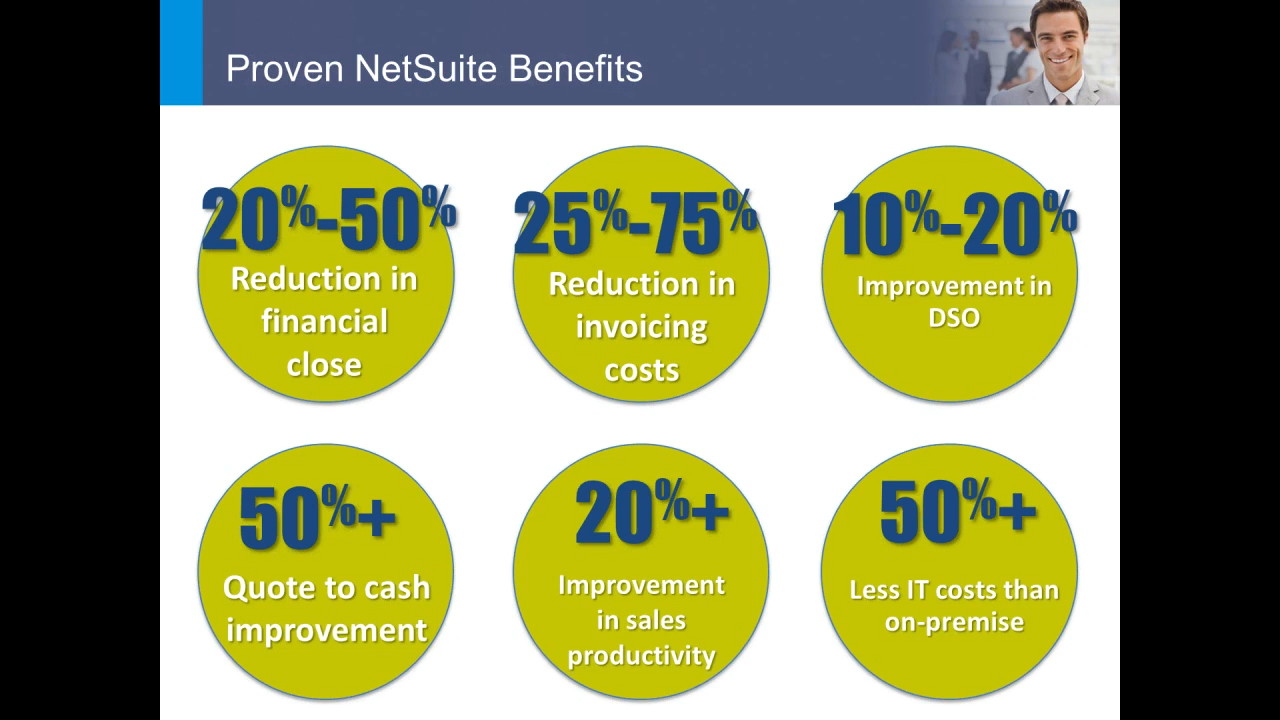 Proven NetSuite Benefits
20%-50%
Reduction in
financial
close
25%-75%
Reduction in
invoicing
costs
10%-20%
Improvement in
DSO
50%+
Quote to cash
improvement
20%+
Improvement
in sales
productivity
50%+
Less IT costs than
on-premise